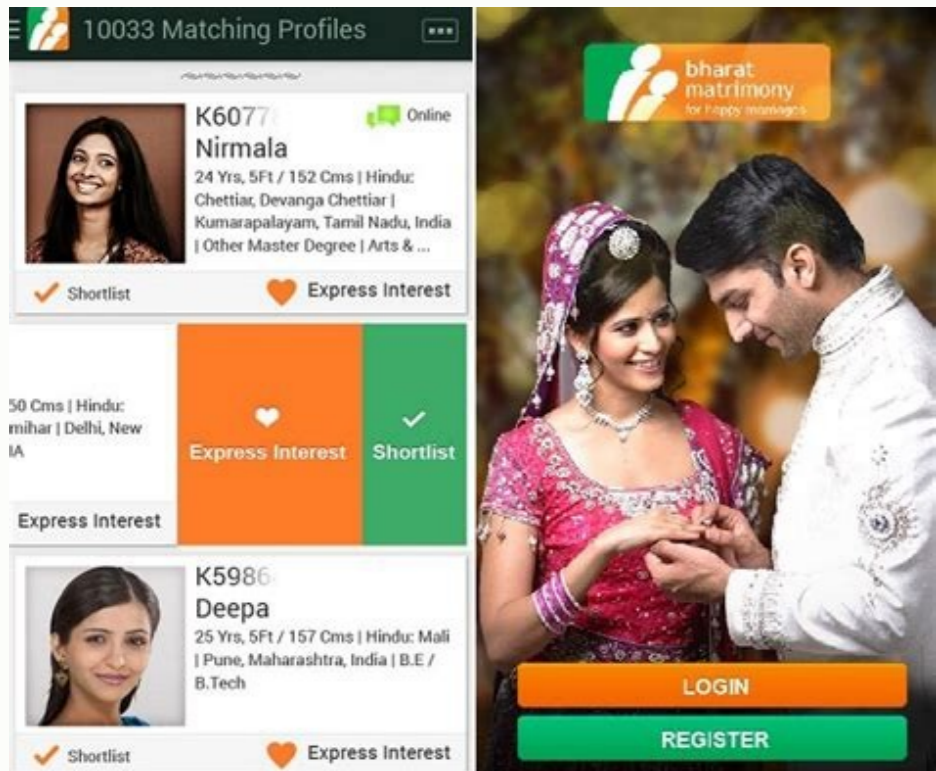 10033 Matching Profiles
K6077
Online
Nirmala
24 Yrs, 5Ft / 152 Cms | Hindu:
Chettiar, Devanga Chettiar |
Kumarapalayam, Tamil Nadu, India
| Other Master Degree | Arts & ...
Shortlist
Express Interest
50 Cms | Hindu:
mihar | Delhi, New
Express Interest
Express Interest
Shortlist
K5986
Deepa
25 Yrs, 5Ft / 157 Cms | Hindu: Mali
| Pune, Maharashtra, India | B.E /
B.Tech
Shortlist
Express Interest
bharat
matrimony
for happy marriages
LOGIN
REGISTER